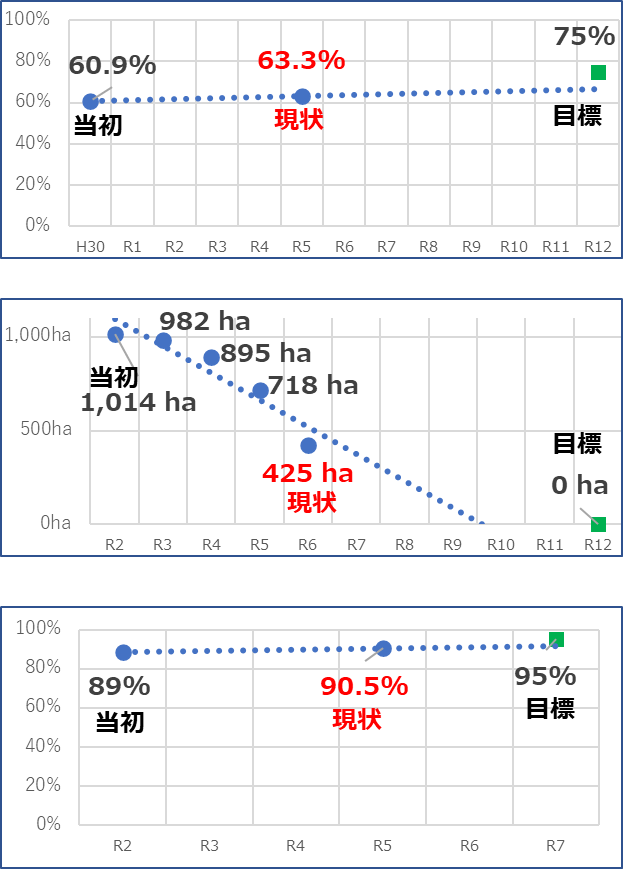 100%
80%
60%
40%
20%
0%
60.9%
当初
63.3%
現状
75%
目標
H30 R1 R2 R3 R4 R5 R6 R7 R8 R9 R10 R11 R12
1,000ha
500ha
0ha
982 ha
895 ha
718 ha
当初
1,014 ha
425 ha
現状
目標
0 ha
R2 R3 R4 R5 R6 R7 R8 R9 R10 R11 R12
100%
80%
60%
40%
20%
0%
89%
当初
90.5%
現状
95%
目標
R2 R3 R4 R5 R6 R7